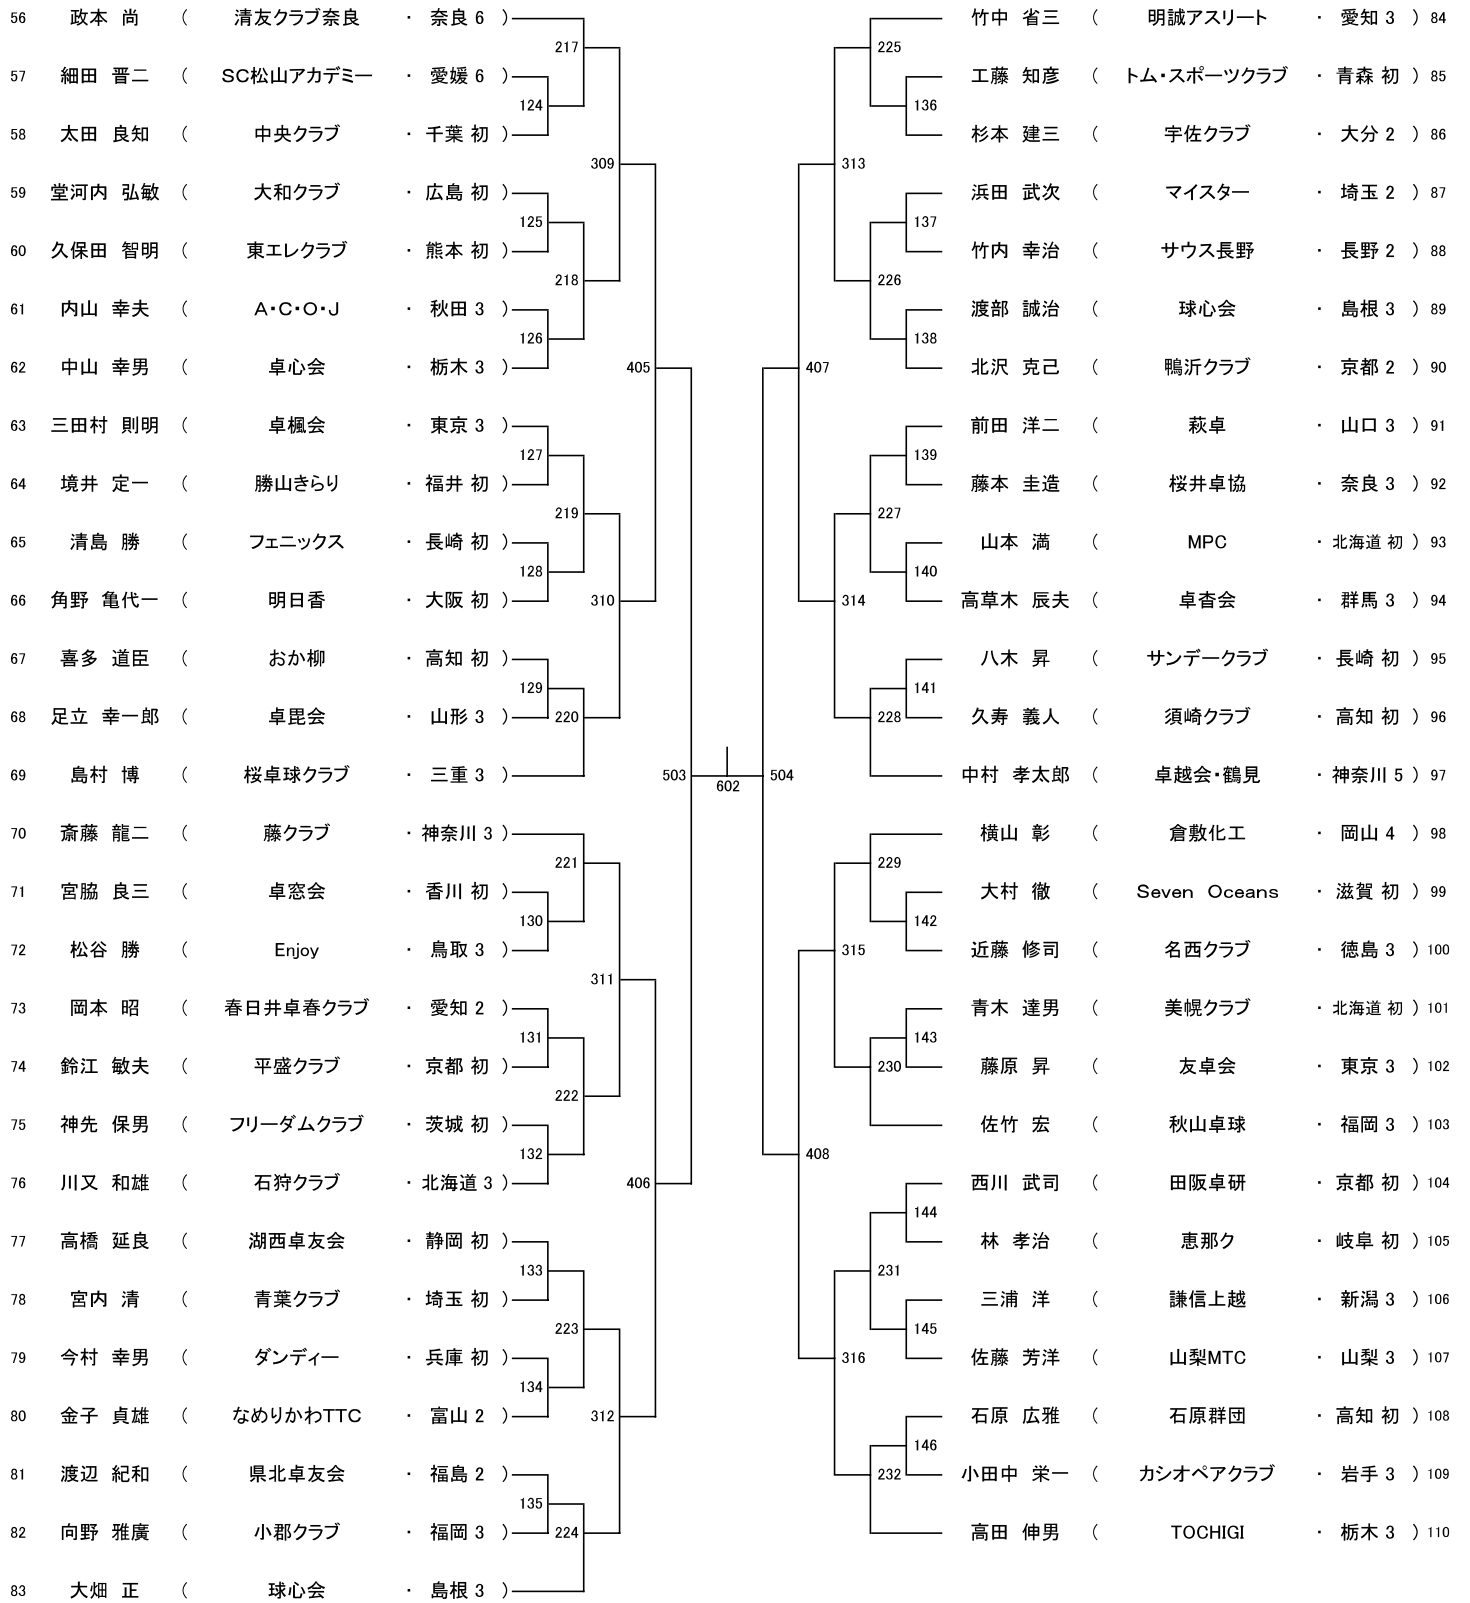 56 政本 尚 ( 清友クラブ奈良 ・ 奈良 6 )
217
57 細田 晋二 ( SC松山アカデミー ・ 愛媛 6 )
124
58 太田 良知 ( 中央クラブ ・ 千葉 初 )
309
59 堂河内 弘敏 ( 大和クラブ ・ 広島 初 )
125
60 久保田 智明 ( 東エレクラブ ・ 熊本 初 )
218
61 内山 幸夫 ( A・C・O・J ・ 秋田 3 )
126
62 中山 幸男 ( 卓心会 ・ 栃木 3 )
405
63 三田村 則明 ( 卓楓会 ・ 東京 3 )
127
64 境井 定一 ( 勝山きらり ・ 福井 初 )
219
65 清島 勝 ( フェニックス ・ 長崎 初 )
128
66 角野 亀代一 ( 明日香 ・ 大阪 初 )
310
67 喜多 道臣 ( おか柳 ・ 高知 初 )
129
68 足立 幸一郎 ( 卓毘会 ・ 山形 3 )
220
69 島村 博 ( 桜卓球クラブ ・ 三重 3 )
503
70 斎藤 龍二 ( 藤クラブ ・ 神奈川 3 )
221
71 宮脇 良三 ( 卓窓会 ・ 香川 初 )
130
72 松谷 勝 ( Enjoy ・ 鳥取 3 )
311
73 岡本 昭 ( 春日井卓春クラブ ・ 愛知 2 )
131
74 鈴江 敏夫 ( 平盛クラブ ・ 京都 初 )
222
75 神先 保男 ( フリーダムクラブ ・ 茨城 初 )
132
76 川又 和雄 ( 石狩クラブ ・ 北海道 3 )
406
77 高橋 延良 ( 湖西卓友会 ・ 静岡 初 )
133
78 宮内 清 ( 青葉クラブ ・ 埼玉 初 )
223
79 今村 幸男 ( ダンディー ・ 兵庫 初 )
134
80 金子 貞雄 ( なめりかわTTC ・ 富山 2 )
312
81 渡辺 紀和 ( 県北卓友会 ・ 福島 2 )
135
82 向野 雅廣 ( 小郡クラブ ・ 福岡 3 )
224
83 大畑 正 ( 球心会 ・ 島根 3 )
602
竹中 省三 ( 明誠アスリート ・ 愛知 3 ) 84
225
工藤 知彦 ( トム・スポーツクラブ ・ 青森 初 ) 85
136
杉本 建三 ( 宇佐クラブ ・ 大分 2 ) 86
313
浜田 武次 ( マイスター ・ 埼玉 2 ) 87
137
竹内 幸治 ( サウス長野 ・ 長野 2 ) 88
226
渡部 誠治 ( 球心会 ・ 島根 3 ) 89
138
北沢 克己 ( 鴨沂クラブ ・ 京都 2 ) 90
407
前田 洋二 ( 萩卓 ・ 山口 3 ) 91
139
藤本 圭造 ( 桜井卓協 ・ 奈良 3 ) 92
227
山本 満 ( MPC ・ 北海道 初 ) 93
140
高草木 辰夫 ( 卓杳会 ・ 群馬 3 ) 94
314
八木 昇 ( サンデークラブ ・ 長崎 初 ) 95
141
久寿 義人 ( 須崎クラブ ・ 高知 初 ) 96
228
中村 孝太郎 ( 卓越会・鶴見 ・ 神奈川 5 ) 97
504
横山 彰 ( 倉敷化工 ・ 岡山 4 ) 98
229
大村 徹 ( Seven Oceans ・ 滋賀 初 ) 99
142
近藤 修司 ( 名西クラブ ・ 徳島 3 ) 100
315
青木 達男 ( 美幌クラブ ・ 北海道 初 ) 101
143
藤原 昇 ( 友卓会 ・ 東京 3 ) 102
230
佐竹 宏 ( 秋山卓球 ・ 福岡 3 ) 103
408
西川 武司 ( 田阪卓研 ・ 京都 初 ) 104
144
林 孝治 ( 恵那ク ・ 岐阜 初 ) 105
231
三浦 洋 ( 謙信上越 ・ 新潟 3 ) 106
145
佐藤 芳洋 ( 山梨MTC ・ 山梨 3 ) 107
316
石原 広雅 ( 石原群団 ・ 高知 初 ) 108
146
小田中 栄一 ( カシオペアクラブ ・ 岩手 3 ) 109
232
高田 伸男 ( TOCHIGI ・ 栃木 3 ) 110